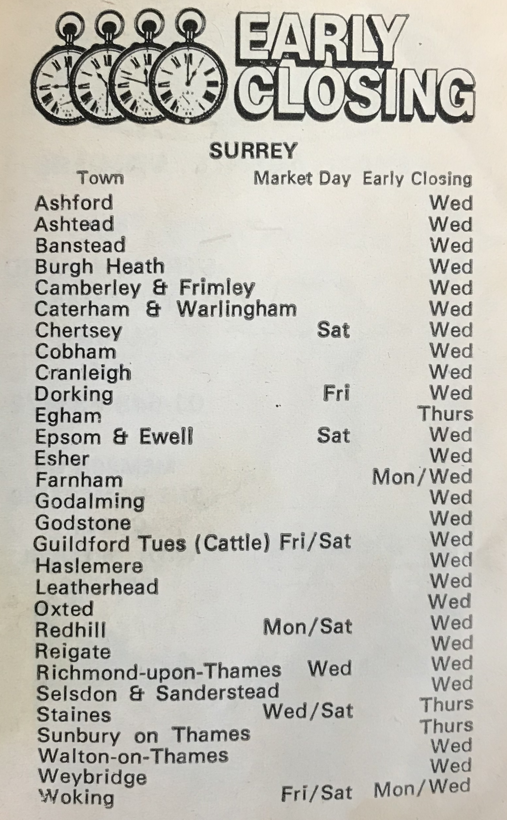 EARLY
CLOSING
SURREY
Town Market Day Early Closing
Ashford Wed
Ashtead Wed
Banstead Wed
Burgh Heath Wed
Camberley & Frimley Wed
Caterham & Warlingham Wed
Chertsey Sat Wed
Cobham Wed
Cranleigh Wed
Dorking Fri Wed
Egham Thurs
Epsom & Ewell Sat Wed
Esher Wed
Farnham Mon/Wed
Godalming Wed
Godstone Wed
Guildford Tues (Cattle) Fri/Sat Wed
Haslemere Wed
Leatherhead Wed
Oxted Wed
Redhill Mon/Sat Wed
Reigate Wed
Richmond-upon-Thames Wed Wed
Selsdon & Sanderstead Wed
Staines Wed/Sat Thurs
Sunbury on Thames Thurs
Walton-on-Thames Wed
Weybridge Wed
Woking Fri/Sat Mon/Wed